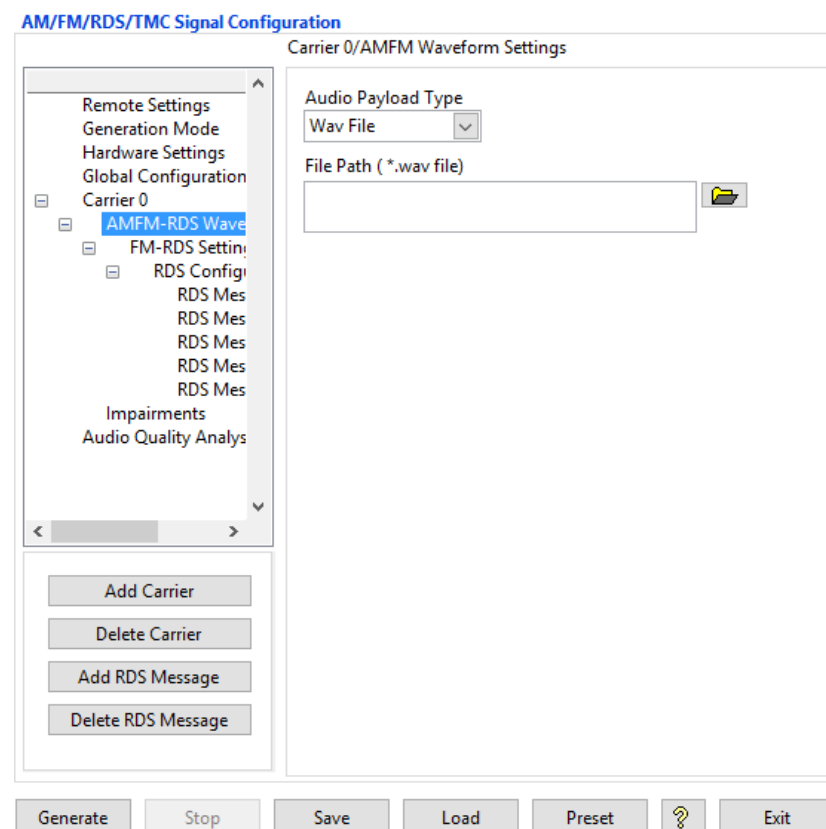 AM/FM/RDS/TMC Signal Configuration
Carrier 0/AMFM Waveform Settings
Remote Settings
Generation Mode
Hardware Settings
Global Configuration
Carrier 0
AMFM-RDS Wave
FM-RDS Settin
RDS Config
RDS Mes
RDS Mes
RDS Mes
RDS Mes
RDS Mes
Impairments
Audio Quality Analys
Add Carrier
Delete Carrier
Add RDS Message
Delete RDS Message
Audio Payload Type
Wav File
File Path ( *.wav file)
Generate
Stop
Save
Load
Preset
?
Exit